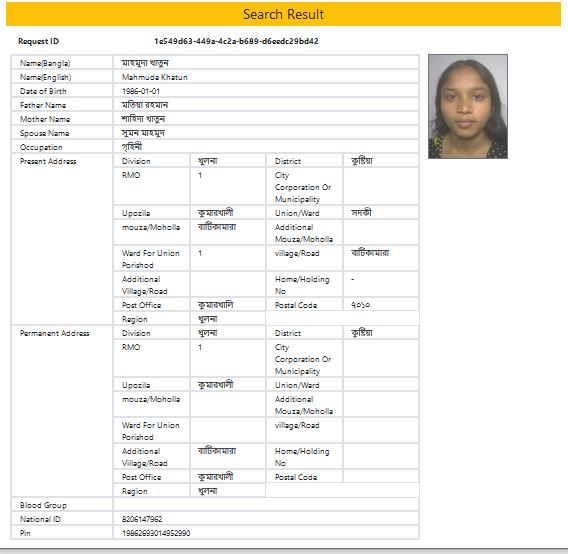 Search Result
Request ID 1e549d63-449a-4c2a-b689-d6eedc29bd42
Name(Bangla) মাহমুদা খাতুন
Name(English) Mahmuda Khatun
Date of Birth 1986-01-01
Father Name মতিয়া রহমান
Mother Name শাহিদা খাতুন
Spouse Name সুমন মাহমুদ
Occupation গৃহিনী
Present Address Division খুলনা District কুষ্টিয়া
RMO 1 City
Corporation Or
Municipality
Upozila কুমারখালী Union/Ward সদকী
mouza/Moholla বাটিকামারা Additional
Mouza/Moholla
Ward For Union 1 village/Road বাটিকামারা
Porishod
Additional Home/Holding -
Village/Road No
Post Office কুমারখালি Postal Code ৭০১০
Region খুলনা
Permanent Address Division খুলনা District কুষ্টিয়া
RMO 1 City
Corporation Or
Municipality
Upozila কুমারখালী Union/Ward
mouza/Moholla Additional
Mouza/Moholla
Ward For Union village/Road
Porishod
Additional বাটিকামারা Home/Holding
Village/Road No
Post Office কুমারখালী Postal Code
Region খুলনা
Blood Group
National ID 8206147962
Pin 19862693014952990